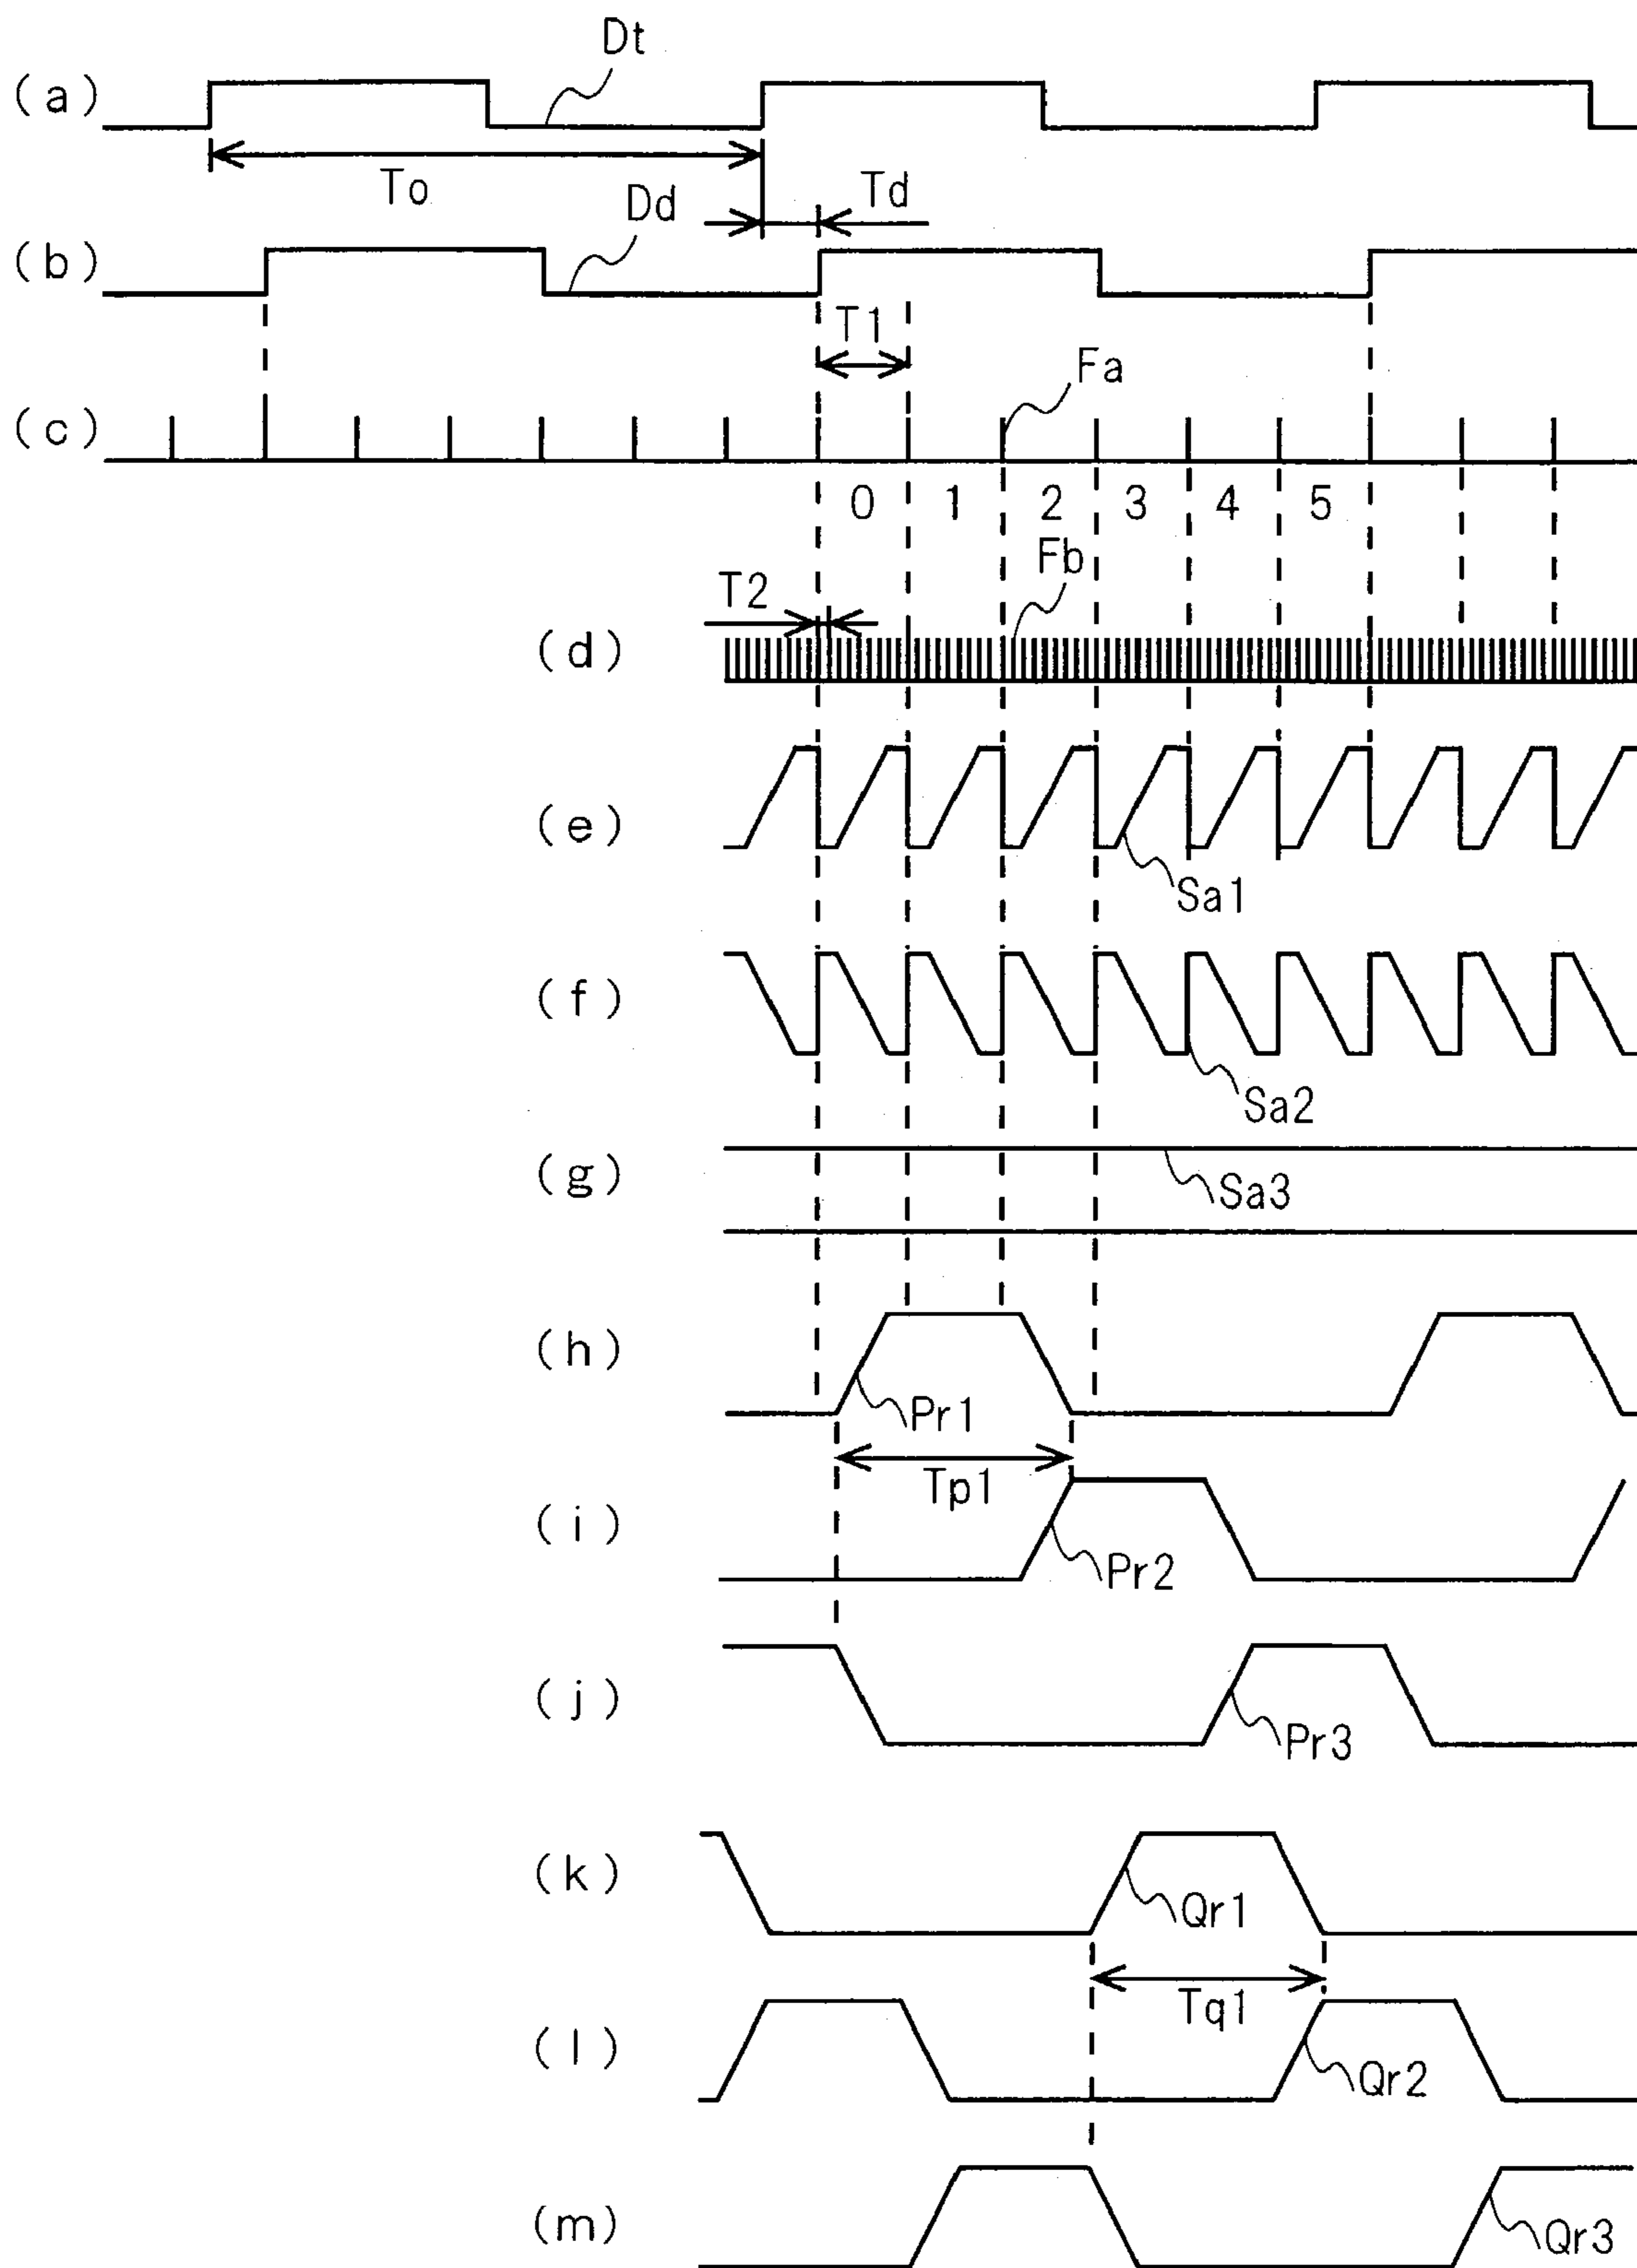 (a)
Dt
To
Td
(b)
Dd
T1
(c)
Fa
0 1 2 3 4 5
(d)
T2
Fb
(e)
Sa1
(f)
Sa2
(g)
Sa3
(h)
Pr1
Tp1
(i)
Pr2
(j)
Pr3
(k)
Qr1
Tq1
(l)
Qr2
(m)
Qr3